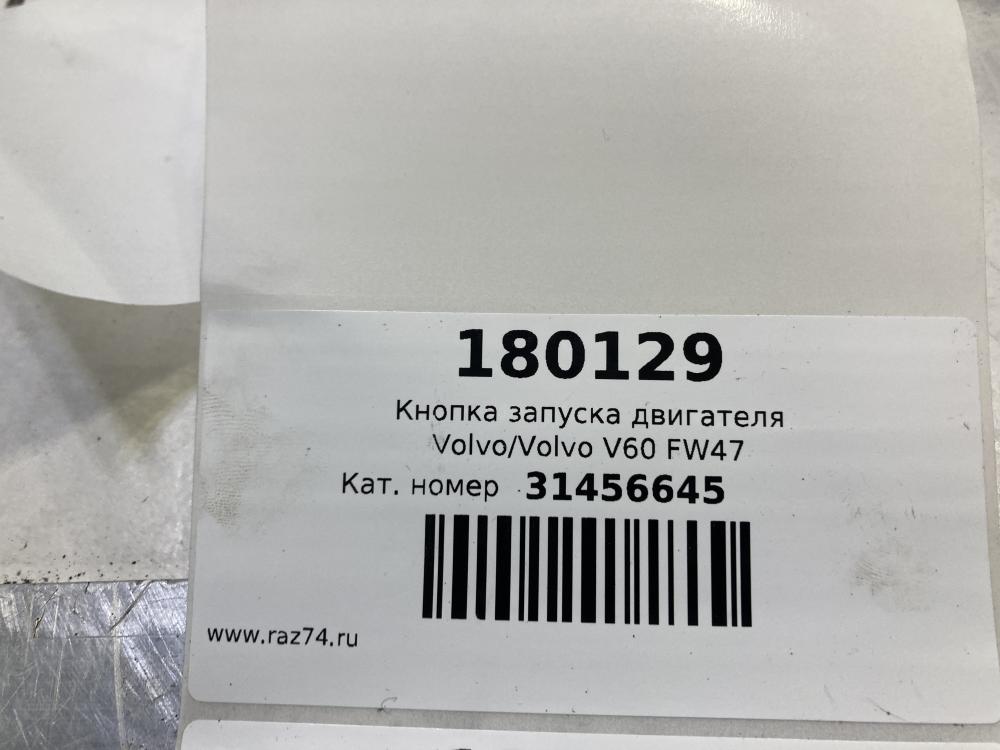 180129
Кнопка запуска двигателя
Volvo/Volvo V60 FW47
Кат. номер 31456645
www.raz74.ru